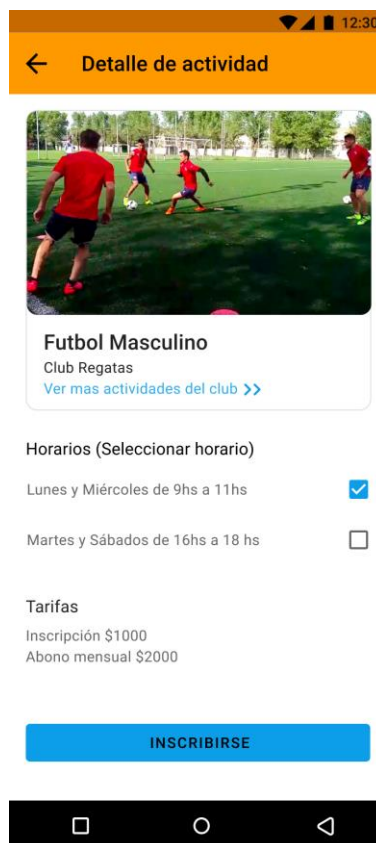 12:30
Detalle de actividad
Futbol Masculino
Club Regatas
Ver mas actividades del club >>
Horarios (Seleccionar horario)
Lunes y Miércoles de 9hs a 11hs
Martes y Sábados de 16hs a 18 hs
Tarifas
Inscripción $1000
Abono mensual $2000
INSCRIBIRSE